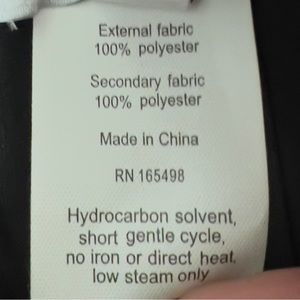 External fabric
100% polyester
Secondary fabric
100% polyester
Made in China
RN 165498
Hydrocarbon solvent,
short gentle cycle,
no iron or direct heat,
low steam only